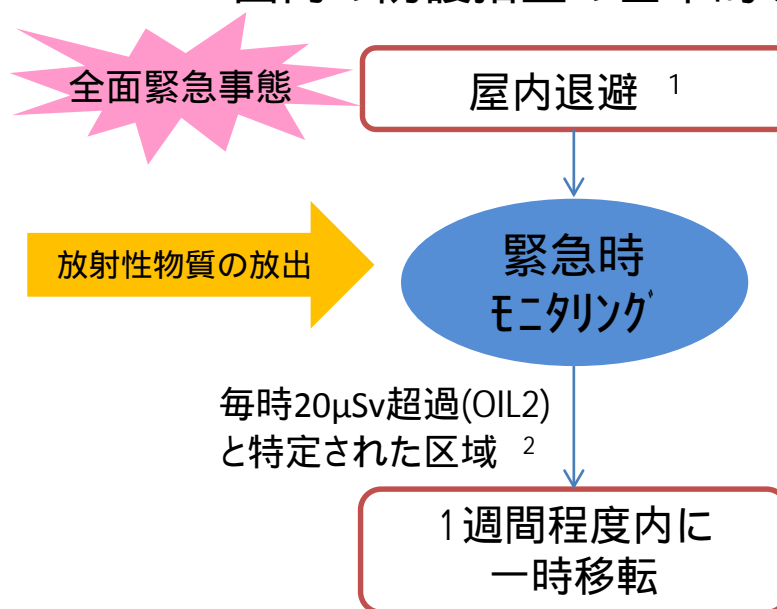 全面緊急事態
屋内退避 1
放射性物質の放出
緊急時
ﾓﾆﾀﾘﾝｸﾞ
毎時20μSv超過(OIL2)
と特定された区域 2
1週間程度内に
一時移転